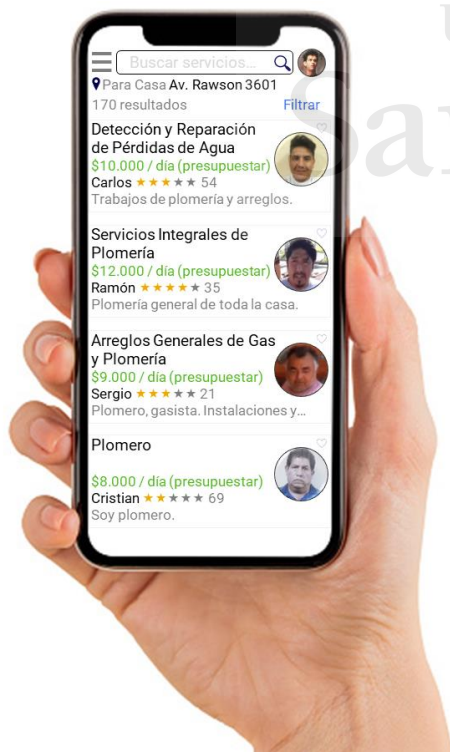 Buscar servicios...
Para Casa Av. Rawson 3601
170 resultados
Filtrar
Detección y Reparación
de Pérdidas de Agua
$10.000 / día (presupuestar)
Carlos ★★★★★ 54
Trabajos de plomería y arreglos.
Servicios Integrales de
Plomería
$12.000 / día (presupuestar)
Ramón ★★★★★ 35
Plomería general de toda la casa.
Arreglos Generales de Gas
y Plomería
$9.000 / día (presupuestar)
Sergio ★★★★★ 21
Plomero, gasista. Instalaciones y...
Plomero
$8.000 / día (presupuestar)
Cristian ★★★★★ 69
Soy plomero.